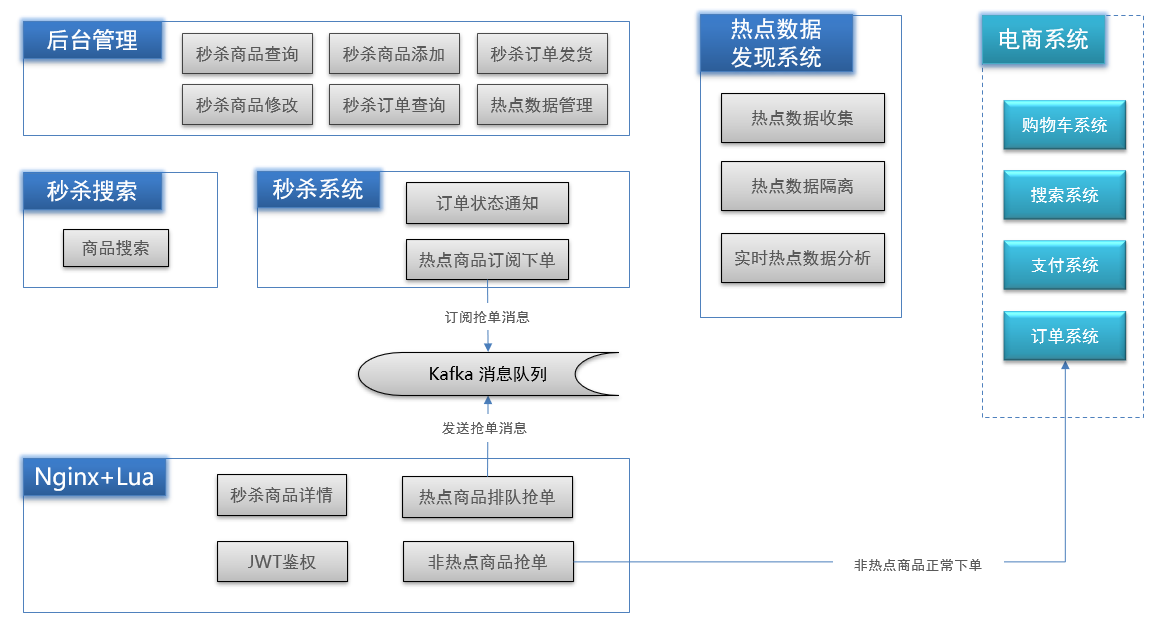 后台管理
秒杀商品查询
秒杀商品添加
秒杀订单发货
秒杀商品修改
秒杀订单查询
热点数据管理
秒杀搜索
商品搜索
秒杀系统
订单状态通知
热点商品订阅下单
订阅抢单消息
Kafka 消息队列
发送抢单消息
Nginx+Lua
秒杀商品详情
热点商品排队抢单
JWT鉴权
非热点商品抢单
非热点商品正常下单
热点数据
发现系统
热点数据收集
热点数据隔离
实时热点数据分析
电商系统
购物车系统
搜索系统
支付系统
订单系统